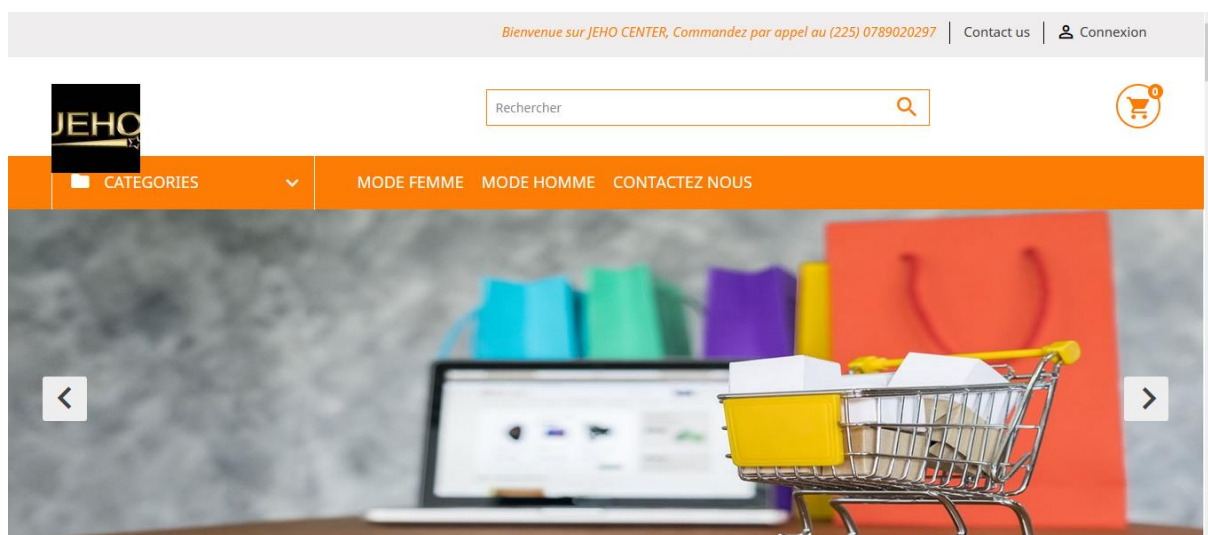 Bienvenue sur JEHO CENTER, Commandez par appel au (225) 0789020297 Contact us Connexion
JEHO
Rechercher
0
CATEGORIES MODE FEMME MODE HOMME CONTACTEZ NOUS